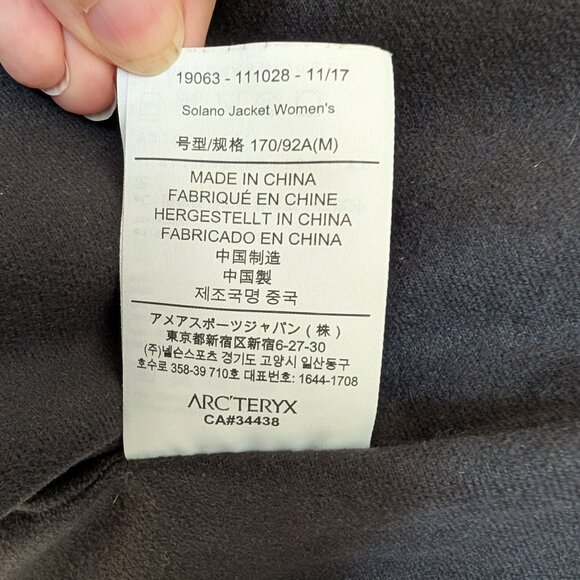 19063 - 111028 - 11/17
Solano Jacket Women's
号型/规格 170/92A(M)
MADE IN CHINA
FABRIQUÉ EN CHINE
HERGESTELLT IN CHINA
FABRICADO EN CHINA
中国制造
中国製
제조국명 중국
アメアスポーツジャパン(株)
東京都新宿区新宿6-27-30
(주)넬슨스포츠 경기도 고양시 일산동구
호수로 358-39 710호 대표번호: 1644-1708
ARC'TERYX
CA#34438